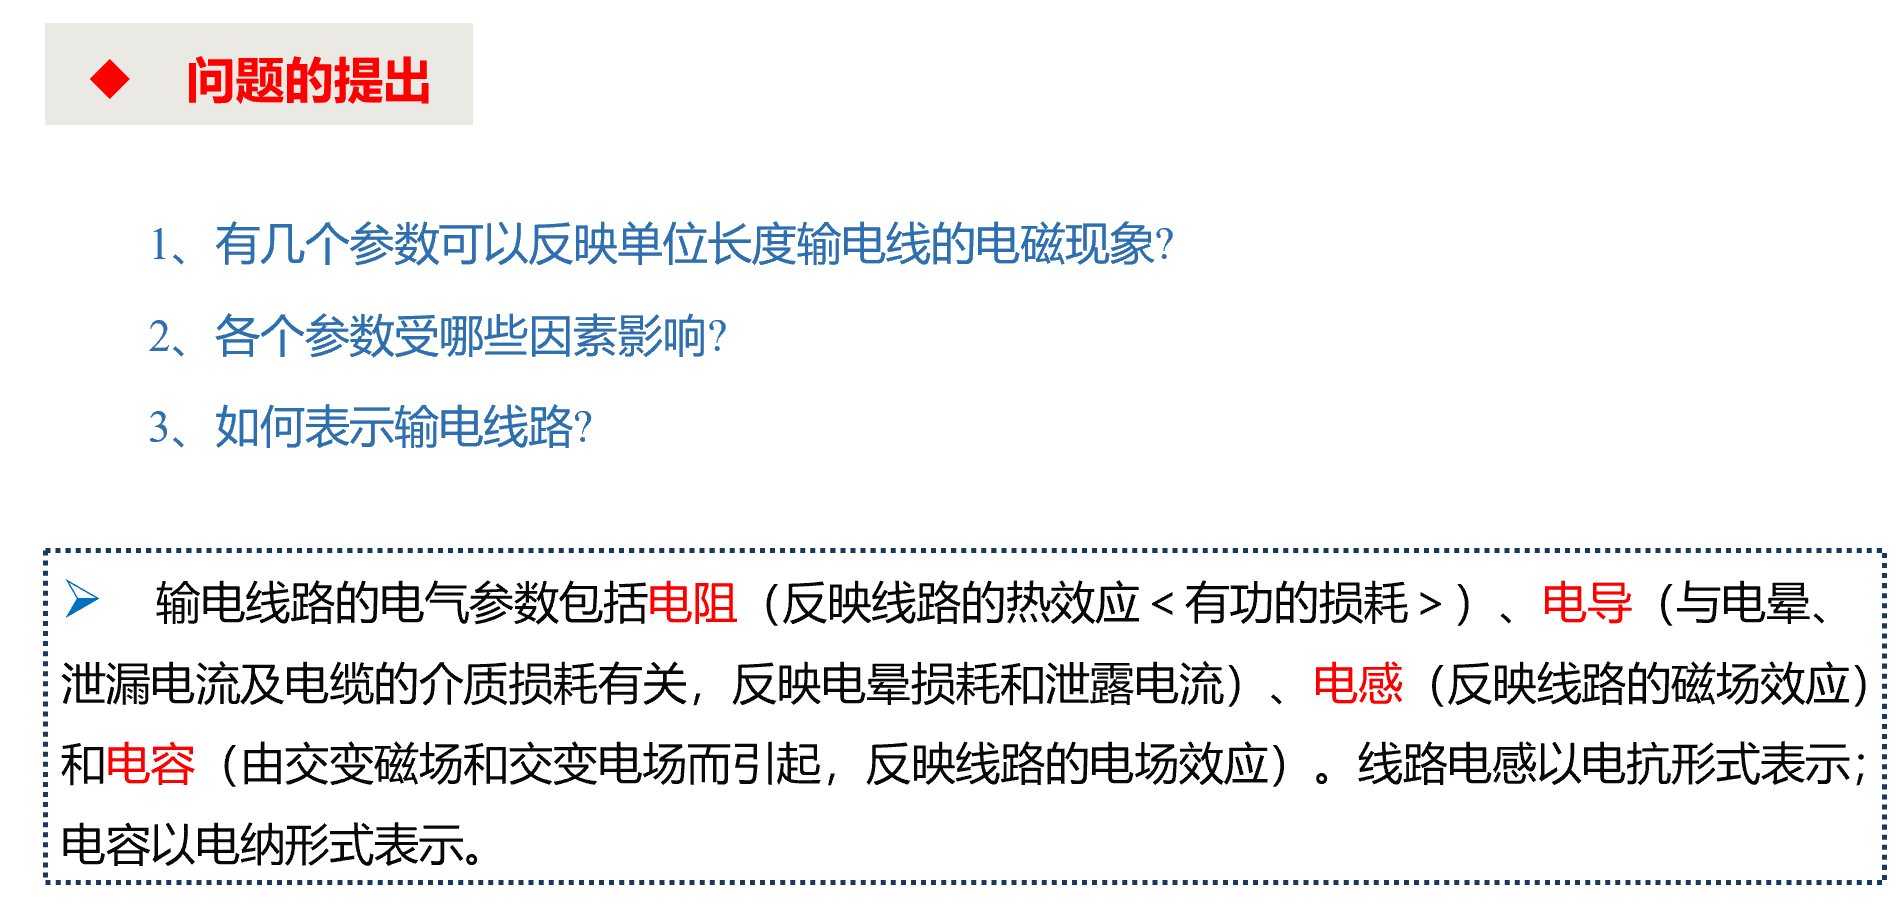 ◆ 问题的提出
1、有几个参数可以反映单位长度输电线的电磁现象?
2、各个参数受哪些因素影响?
3、如何表示输电线路?
➢ 输电线路的电气参数包括电阻（反映线路的热效应＜有功的损耗＞）、电导（与电晕、
泄漏电流及电缆的介质损耗有关，反映电晕损耗和泄露电流）、电感（反映线路的磁场效应）
和电容（由交变磁场和交变电场而引起，反映线路的电场效应）。线路电感以电抗形式表示；
电容以电纳形式表示。